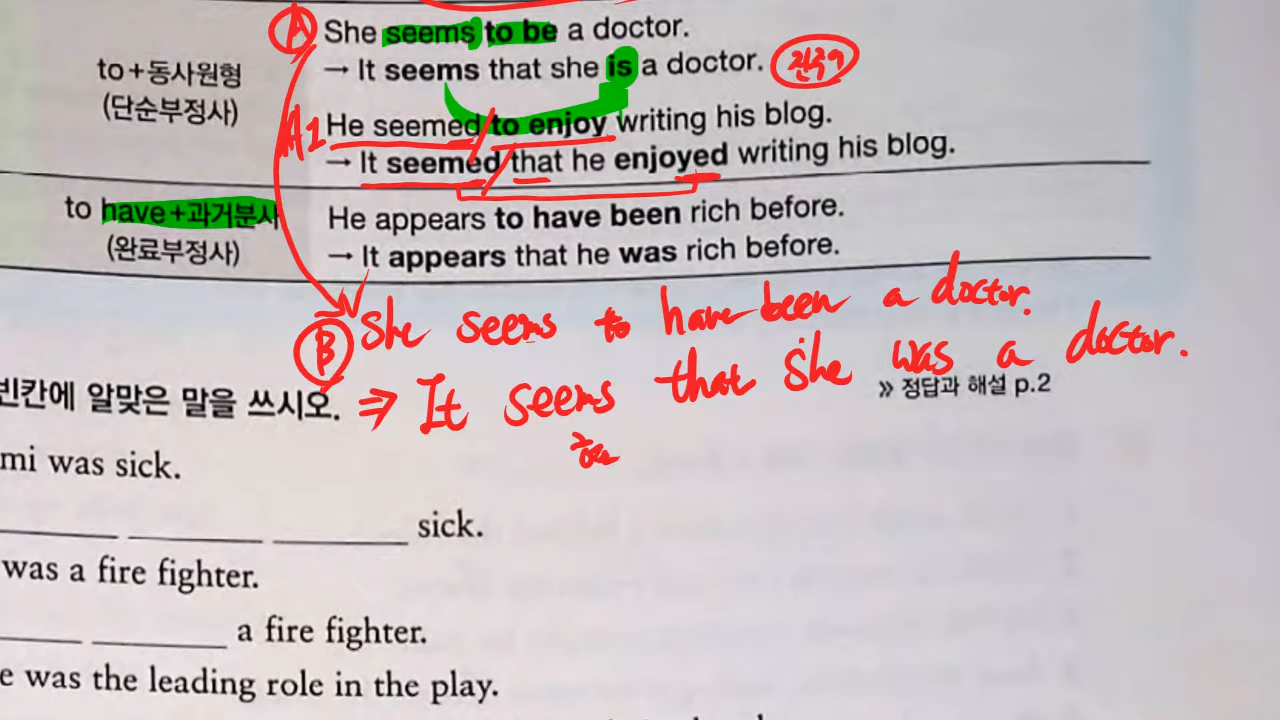 Ⓐ She seems to be a doctor.
to+동사원형
(단순부정사)
→ It seems that she is a doctor.
A1 He seemed to enjoy writing his blog.
→ It seemed that he enjoyed writing his blog.
to have+과거분사
(완료부정사)
He appears to have been rich before.
→ It appears that he was rich before.
Ⓑ She seems to have been a doctor.
⇒ It seems that she was a doctor.
빈칸에 알맞은 말을 쓰시오.
» 정답과 해설 p.2
mi was sick.
sick.
was a fire fighter.
a fire fighter.
e was the leading role in the play.